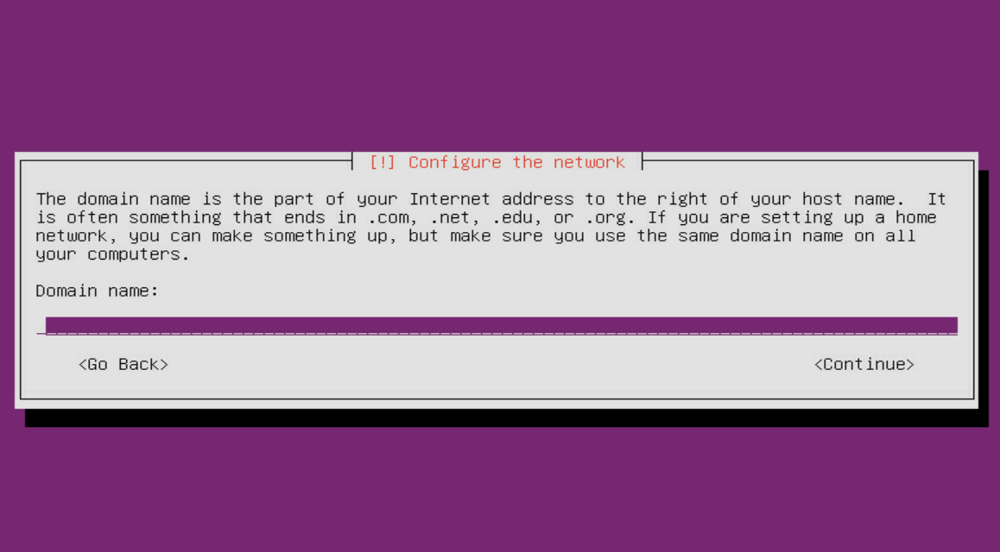 [!] Configure the network
The domain name is the part of your Internet address to the right of your host name.  It
is often something that ends in .com, .net, .edu, or .org. If you are setting up a home
network, you can make something up, but make sure you use the same domain name on all
your computers.
Domain name:
<Go Back> <Continue>